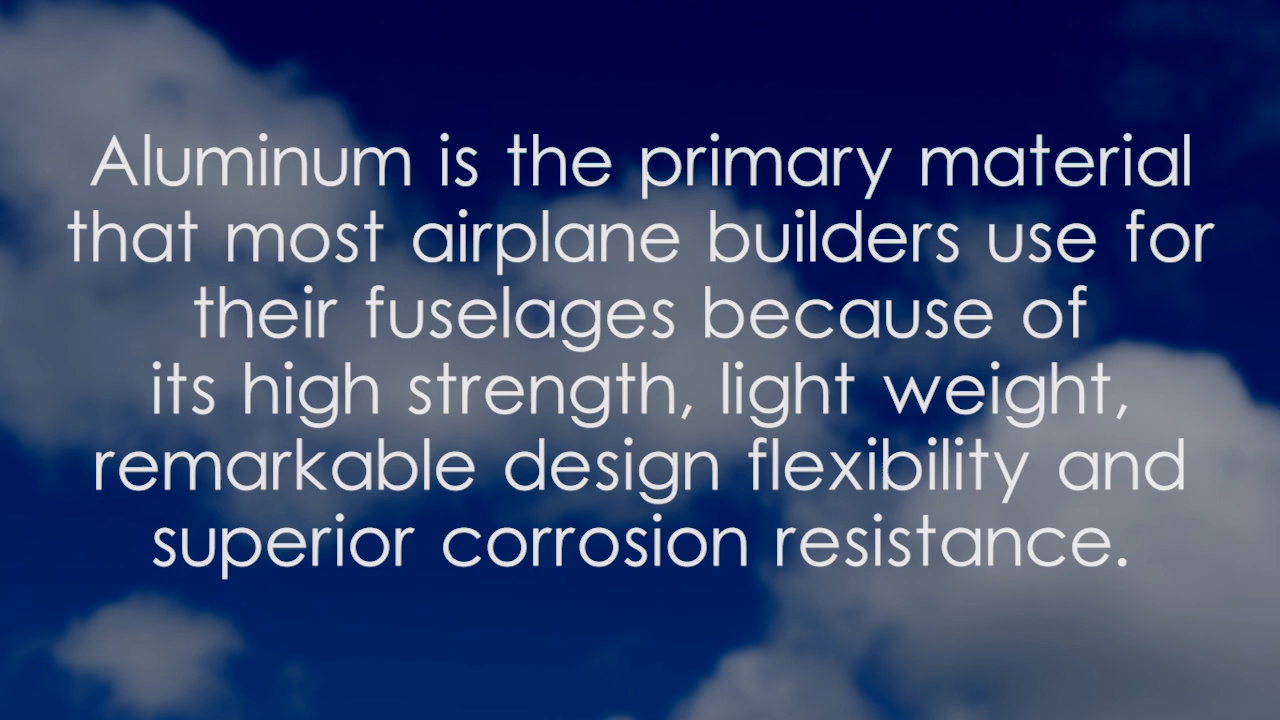 Aluminum is the primary material
that most airplane builders use for
their fuselages because of
its high strength, light weight,
remarkable design flexibility and
superior corrosion resistance.